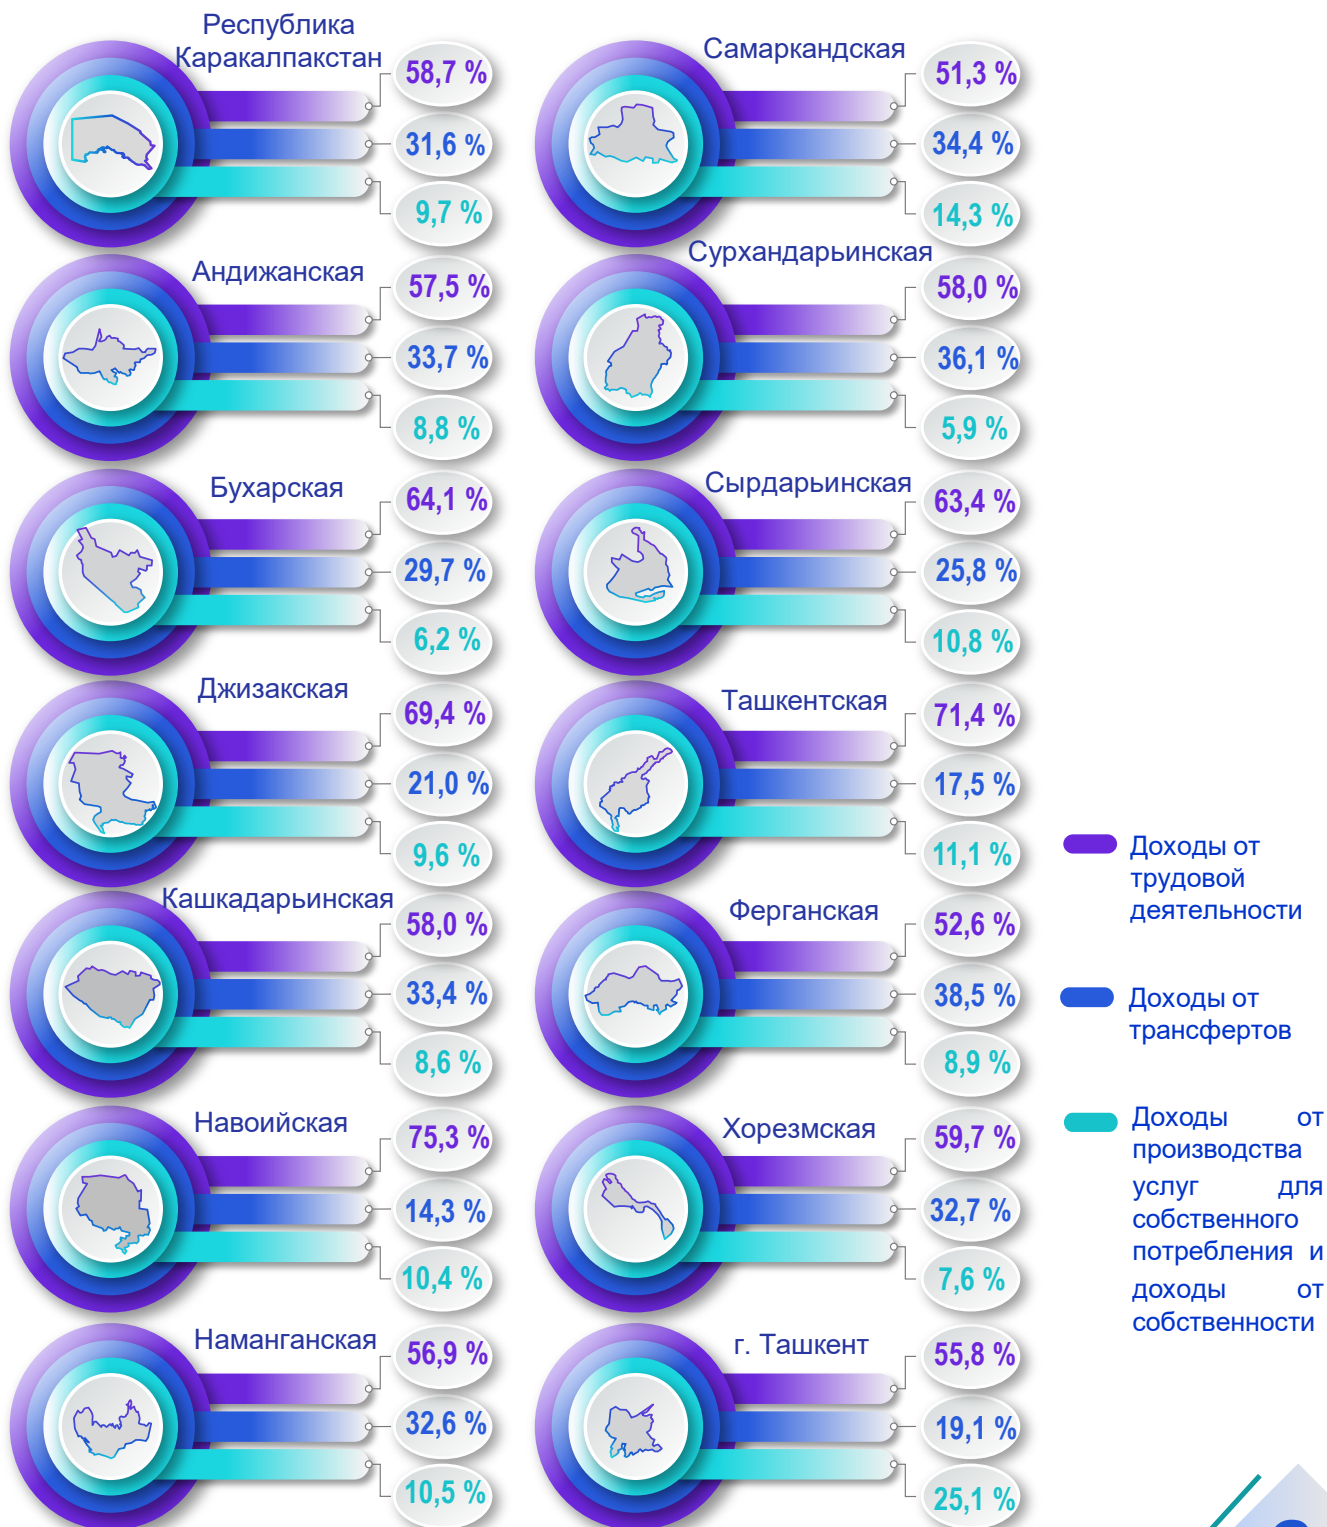 Республика
Каракалпакстан
58,7 %
31,6 %
9,7 %
Андижанская
57,5 %
33,7 %
8,8 %
Бухарская
64,1 %
29,7 %
6,2 %
Джизакская
69,4 %
21,0 %
9,6 %
Кашкадарьинская
58,0 %
33,4 %
8,6 %
Навоийская
75,3 %
14,3 %
10,4 %
Наманганская
56,9 %
32,6 %
10,5 %
Самаркандская
51,3 %
34,4 %
14,3 %
Сурхандарьинская
58,0 %
36,1 %
5,9 %
Сырдарьинская
63,4 %
25,8 %
10,8 %
Ташкентская
71,4 %
17,5 %
11,1 %
Ферганская
52,6 %
38,5 %
8,9 %
Хорезмская
59,7 %
32,7 %
7,6 %
г. Ташкент
55,8 %
19,1 %
25,1 %
Доходы от
трудовой
деятельности
Доходы от
трансфертов
Доходы от
производства
услуг для
собственного
потребления и
доходы от
собственности